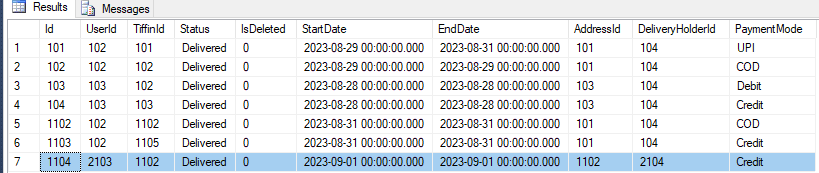 Results Messages
Id UserId TiffinId Status IsDeleted StartDate EndDate AddressId DeliveryHolderId PaymentMode
1 101 102 101 Delivered 0 2023-08-29 00:00:00.000 2023-08-31 00:00:00.000 101 104 UPI
2 102 102 102 Delivered 0 2023-08-29 00:00:00.000 2023-08-29 00:00:00.000 101 104 COD
3 103 103 102 Delivered 0 2023-08-28 00:00:00.000 2023-08-28 00:00:00.000 103 104 Debit
4 104 103 103 Delivered 0 2023-08-28 00:00:00.000 2023-08-28 00:00:00.000 103 104 Credit
5 1102 102 1102 Delivered 0 2023-08-31 00:00:00.000 2023-08-31 00:00:00.000 101 104 COD
6 1103 102 1105 Delivered 0 2023-08-31 00:00:00.000 2023-08-31 00:00:00.000 101 104 Credit
7 1104 2103 1102 Delivered 0 2023-09-01 00:00:00.000 2023-09-01 00:00:00.000 1102 2104 Credit